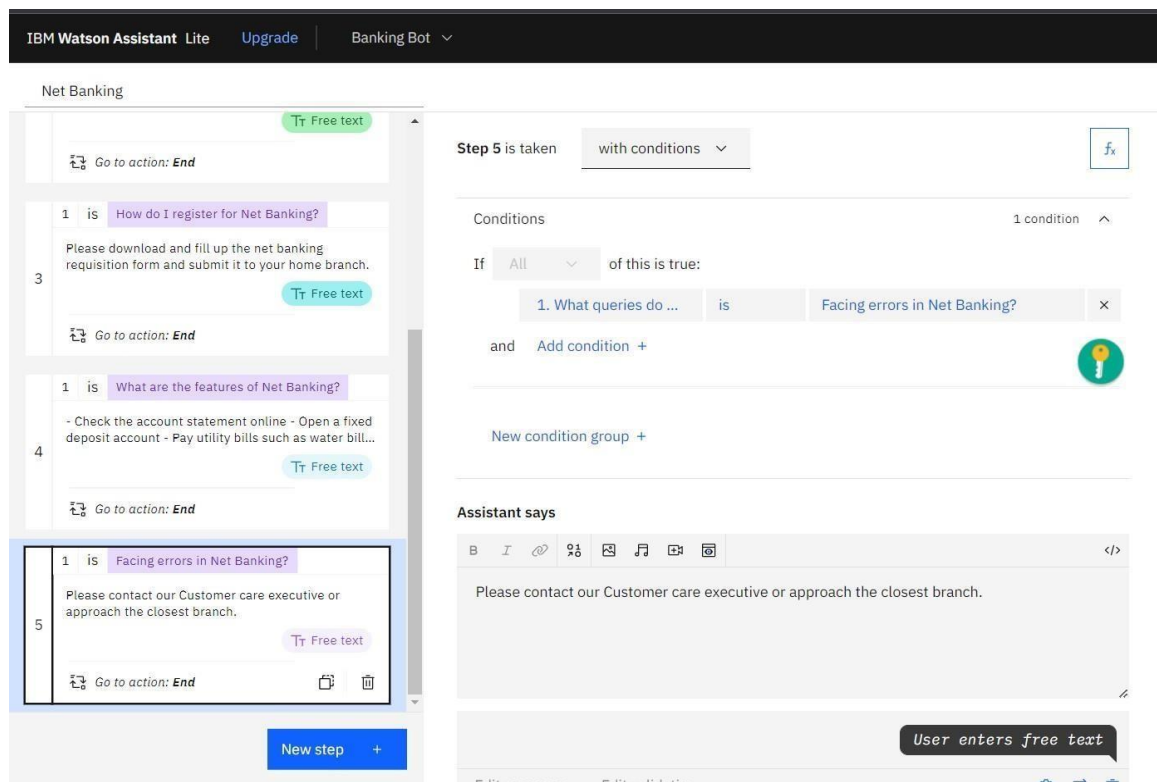 IBM Watson Assistant Lite Upgrade Banking Bot
Net Banking
Free text
Go to action: End
1 is How do I register for Net Banking?
Please download and fill up the net banking
requisition form and submit it to your home branch.
3
Free text
Go to action: End
1 is What are the features of Net Banking?
- Check the account statement online - Open a fixed
deposit account - Pay utility bills such as water bill...
4
Free text
Go to action: End
1 is Facing errors in Net Banking?
Please contact our Customer care executive or
approach the closest branch.
5
Free text
Go to action: End
New step +
Step 5 is taken with conditions
fx
Conditions 1 condition
If All of this is true:
1. What queries do ... is Facing errors in Net Banking? ×
and Add condition +
New condition group +
Assistant says
B I </>
Please contact our Customer care executive or approach the closest branch.
User enters free text